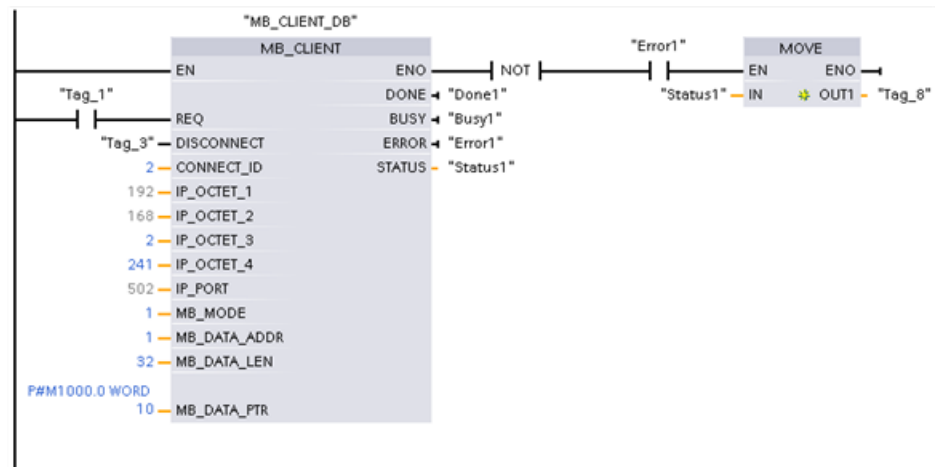 "MB_CLIENT_DB"
MB_CLIENT "Error1" MOVE
EN ENO NOT EN ENO
"Tag_1" DONE "Done1" "Status1" IN OUT1 "Tag_8"
REQ BUSY "Busy1"
"Tag_3" DISCONNECT ERROR "Error1"
2 CONNECT_ID STATUS "Status1"
192 IP_OCTET_1
168 IP_OCTET_2
2 IP_OCTET_3
241 IP_OCTET_4
502 IP_PORT
1 MB_MODE
1 MB_DATA_ADDR
32 MB_DATA_LEN
P#M1000.0 WORD
10 MB_DATA_PTR